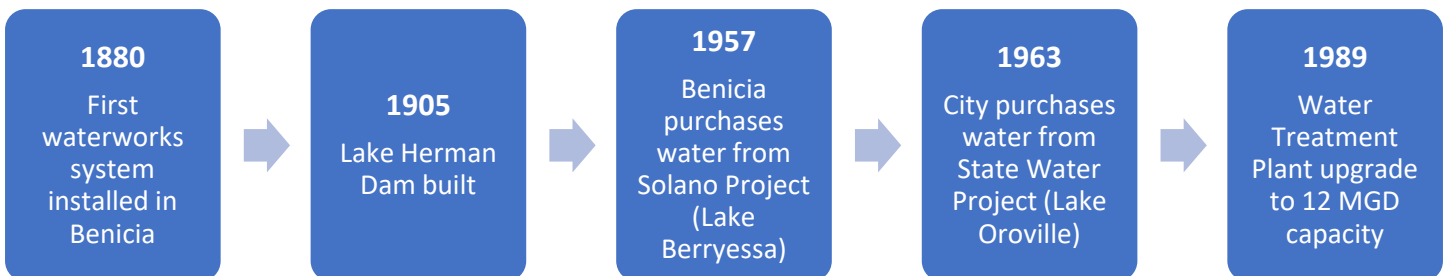 1880
First
waterworks
system
installed in
Benicia
1905
Lake Herman
Dam built
1957
Benicia
purchases
water from
Solano Project
(Lake
Berryessa)
1963
City purchases
water from
State Water
Project (Lake
Oroville)
1989
Water
Treatment
Plant upgrade
to 12 MGD
capacity